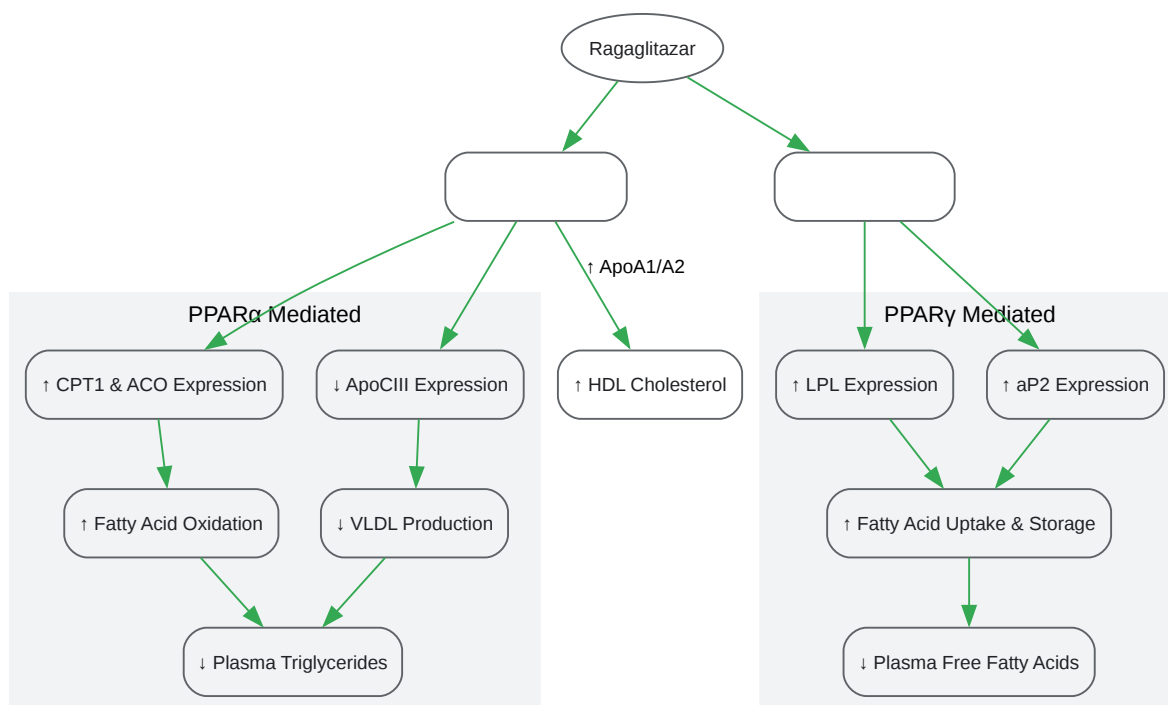 Ragaglitazar
↑ ApoA1/A2
PPARα Mediated
PPARγ Mediated
↑ CPT1 & ACO Expression
↓ ApoCIII Expression
↑ HDL Cholesterol
↑ LPL Expression
↑ aP2 Expression
↑ Fatty Acid Oxidation
↓ VLDL Production
↑ Fatty Acid Uptake & Storage
↓ Plasma Triglycerides
↓ Plasma Free Fatty Acids